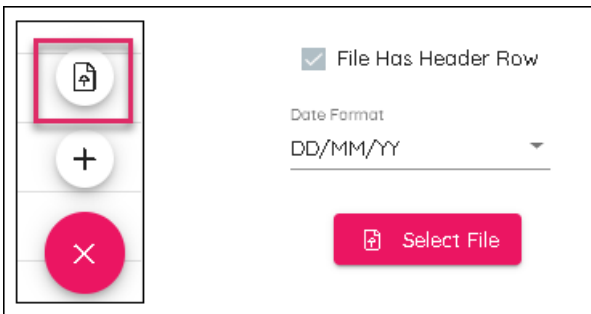 File Has Header Row
Date Format
DD/MM/YY
Select File